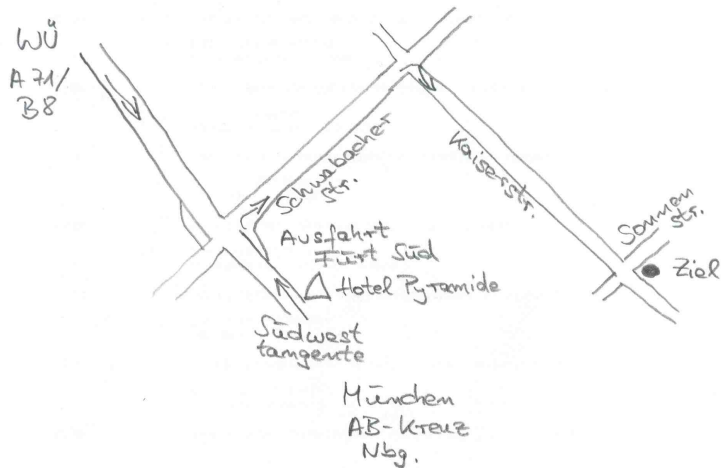 WÜ
A 71/
B8
Schwabacher
str.
Kaiserstr.
Sonnen
str.
Ziel
Ausfahrt
Fürt Süd
Hotel Pyramide
Südwest
tangente
München
AB-Kreuz
Nbg.